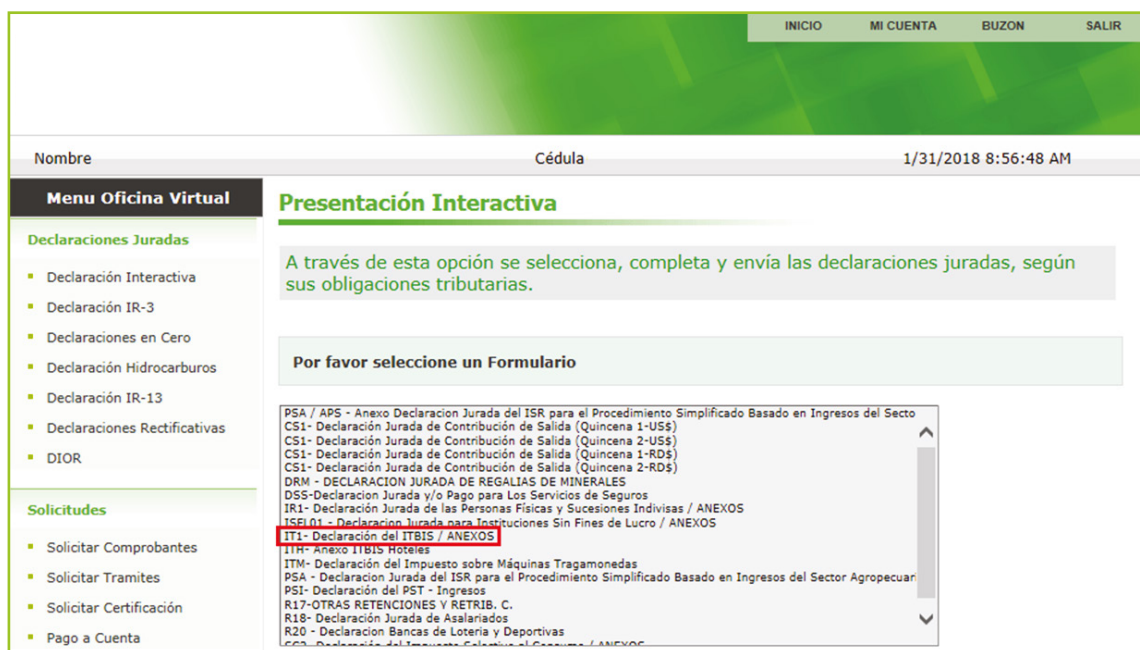 INICIO MI CUENTA BUZON SALIR
Nombre Cédula 1/31/2018 8:56:48 AM
Menu Oficina Virtual
Declaraciones Juradas
Declaración Interactiva
Declaración IR-3
Declaraciones en Cero
Declaración Hidrocarburos
Declaración IR-13
Declaraciones Rectificativas
DIOR
Solicitudes
Solicitar Comprobantes
Solicitar Tramites
Solicitar Certificación
Pago a Cuenta
Presentación Interactiva
A través de esta opción se selecciona, completa y envía las declaraciones juradas, según
sus obligaciones tributarias.
Por favor seleccione un Formulario
PSA / APS - Anexo Declaracion Jurada del ISR para el Procedimiento Simplificado Basado en Ingresos del Secto
CS1- Declaración Jurada de Contribución de Salida (Quincena 1-US$)
CS1- Declaración Jurada de Contribución de Salida (Quincena 2-US$)
CS1- Declaración Jurada de Contribución de Salida (Quincena 1-RD$)
CS1- Declaración Jurada de Contribución de Salida (Quincena 2-RD$)
DRM - DECLARACION JURADA DE REGALIAS DE MINERALES
DSS-Declaracion Jurada y/o Pago para Los Servicios de Seguros
IR1- Declaración Jurada de las Personas Físicas y Sucesiones Indivisas / ANEXOS
ISFL01 - Declaracion Jurada para Instituciones Sin Fines de Lucro / ANEXOS
IT1- Declaración del ITBIS / ANEXOS
ITH- Anexo ITBIS Hoteles
ITM- Declaración del Impuesto sobre Máquinas Tragamonedas
PSA - Declaracion Jurada del ISR para el Procedimiento Simplificado Basado en Ingresos del Sector Agropecuari
PSI- Declaración del PST - Ingresos
R17-OTRAS RETENCIONES Y RETRIB. C.
R18- Declaración Jurada de Asalariados
R20 - Declaracion Bancas de Loteria y Deportivas
Declaración del Impuesto Selectivo al Consumo / ANEXOS